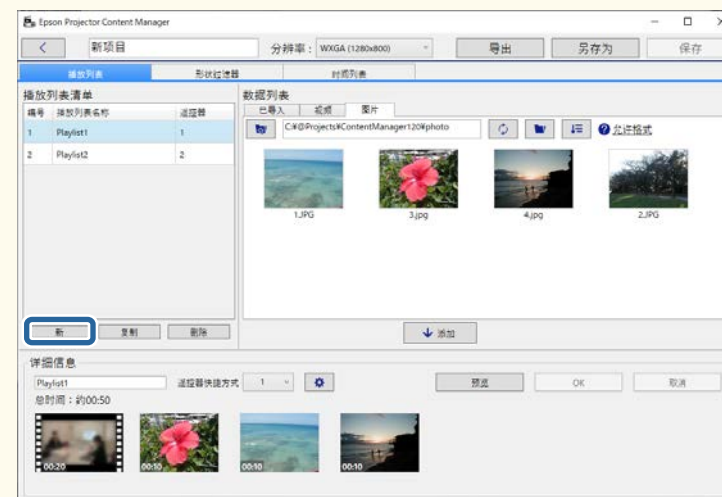 Epson Projector Content Manager
新项目 分辨率： WXGA (1280x800) 导出 另存为 保存
播放列表 形状过滤器 时间列表
播放列表清单 数据列表
编号 播放列表名称 遥控器 已导入 视频 图片
1 Playlist1 1 C:¥@Projects¥ContentManager120¥photo 允许格式
2 Playlist2 2
1.JPG 3.jpg 4.jpg 2.JPG
新 复制 删除 添加
详细信息
Playlist1 遥控器快捷方式 1 预览 OK 取消
总时间：约00:50
00:20 00:10 00:10 00:10